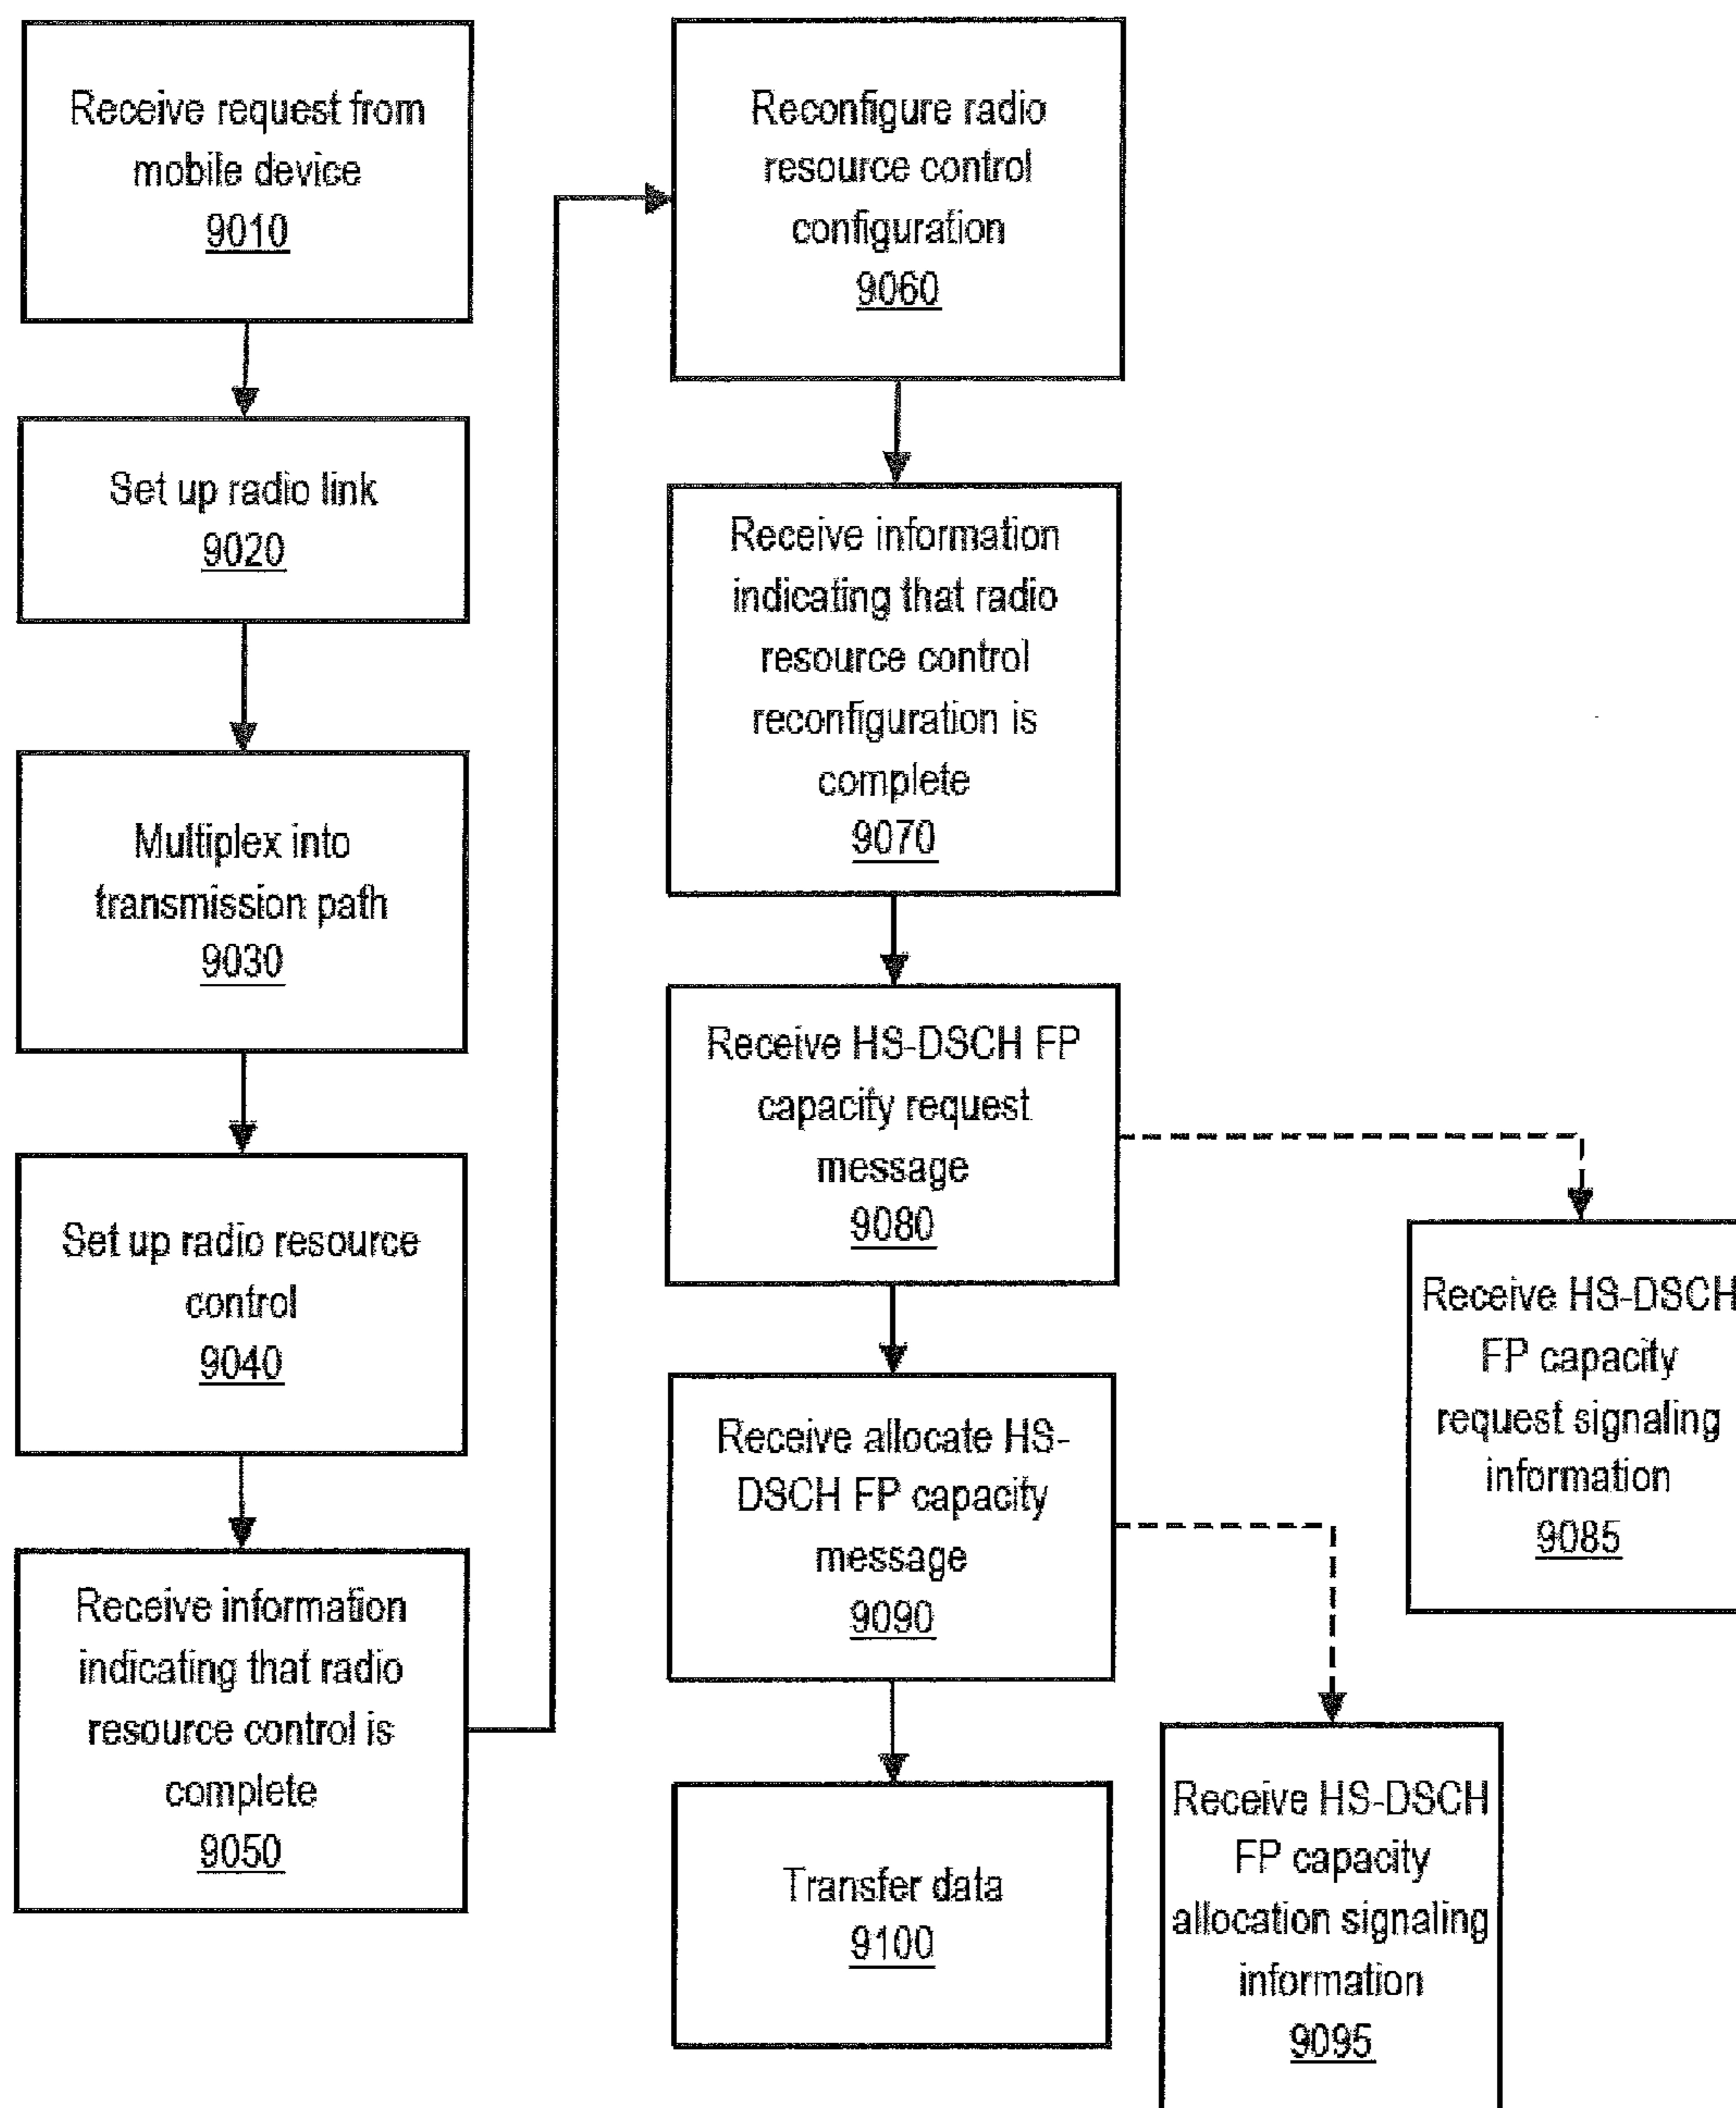 Receive request from
mobile device
9010
Set up radio link
9020
Multiplex into
transmission path
9030
Set up radio resource
control
9040
Receive information
indicating that radio
resource control is
complete
9050
Reconfigure radio
resource control
configuration
9060
Receive information
indicating that radio
resource control
reconfiguration is
complete
9070
Receive HS-DSCH FP
capacity request
message
9080
Receive HS-DSCH
FP capacity
request signaling
information
9085
Receive allocate HS-
DSCH FP capacity
message
9090
Receive HS-DSCH
FP capacity
allocation signaling
information
9095
Transfer data
9100